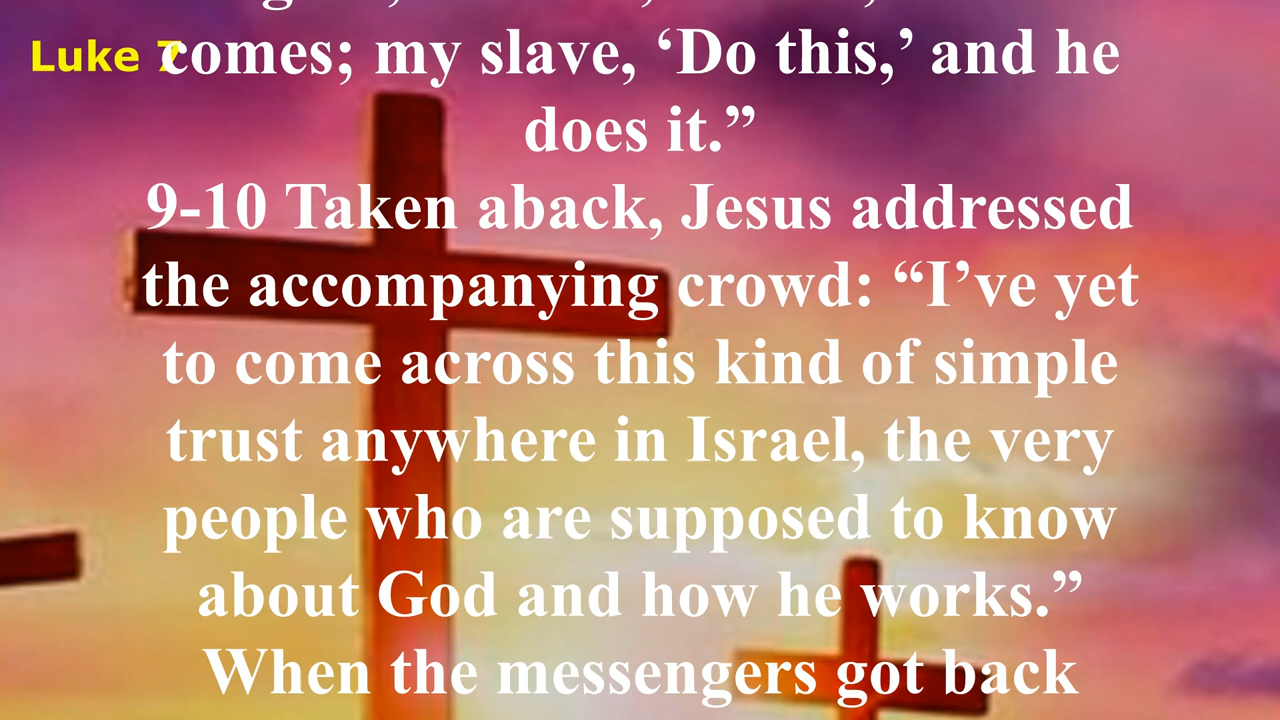 Luke 7
comes; my slave, ‘Do this,’ and he
does it.”
9-10 Taken aback, Jesus addressed
the accompanying crowd: “I’ve yet
to come across this kind of simple
trust anywhere in Israel, the very
people who are supposed to know
about God and how he works.”
When the messengers got back